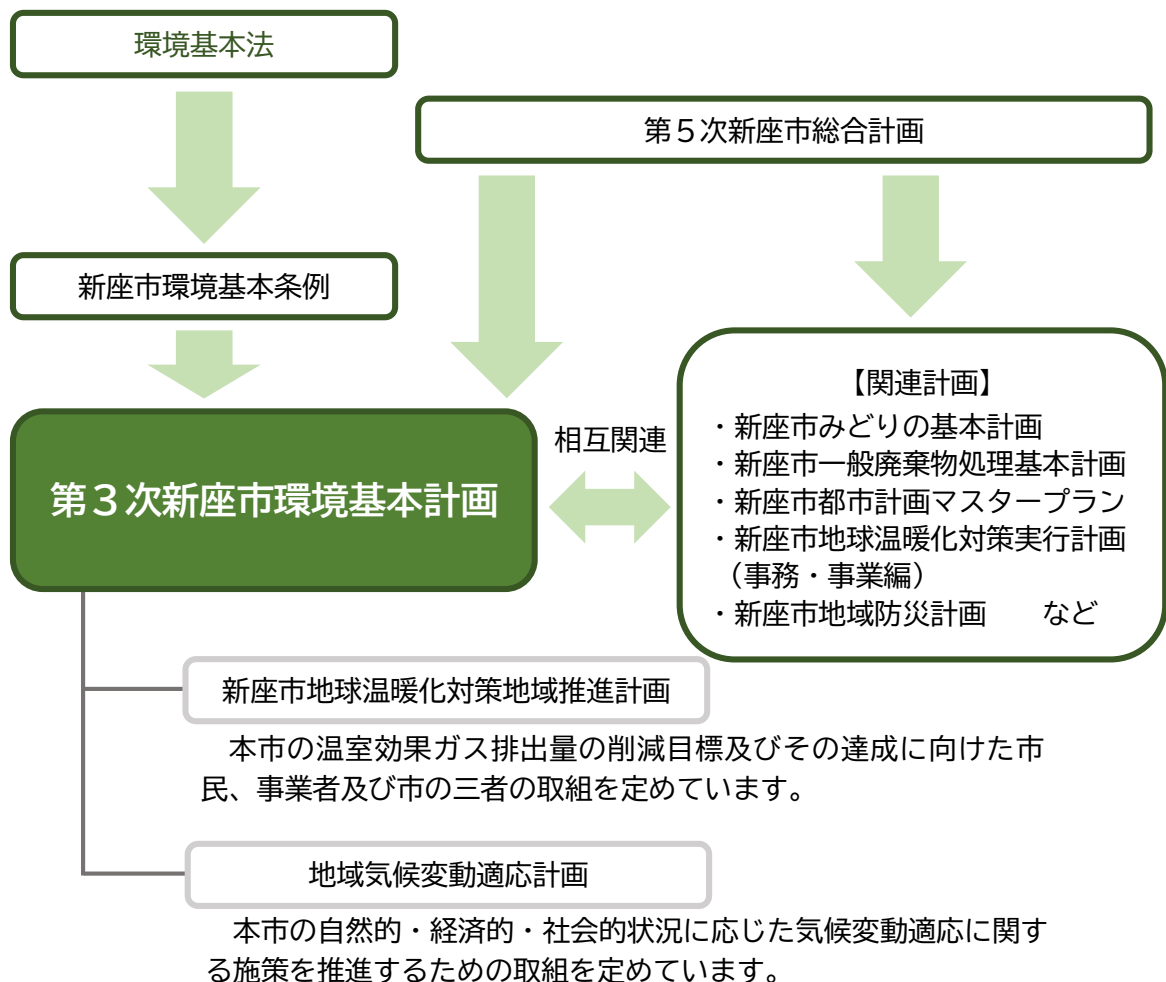 環境基本法
第５次新座市総合計画
新座市環境基本条例
【関連計画】
・新座市みどりの基本計画
・新座市一般廃棄物処理基本計画
・新座市都市計画マスタープラン
・新座市地球温暖化対策実行計画
（事務・事業編）
・新座市地域防災計画　　など
相互関連
第３次新座市環境基本計画
新座市地球温暖化対策地域推進計画
　本市の温室効果ガス排出量の削減目標及びその達成に向けた市
民、事業者及び市の三者の取組を定めています。
地域気候変動適応計画
　本市の自然的・経済的・社会的状況に応じた気候変動適応に関す
る施策を推進するための取組を定めています。